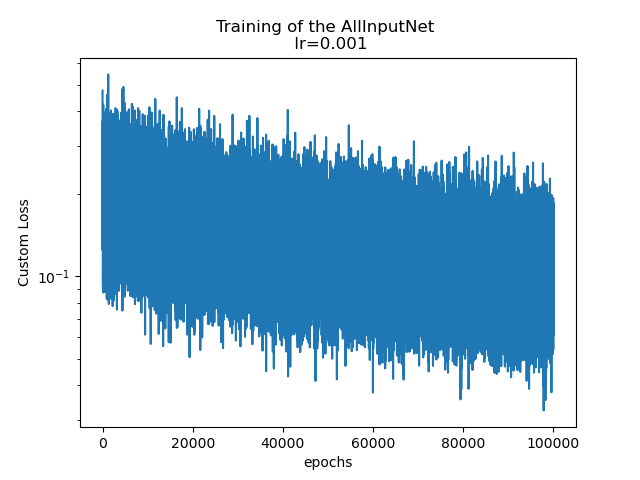 Training of the AllInputNet
lr=0.001
Custom Loss
10⁻¹
0 20000 40000 60000 80000 100000
epochs